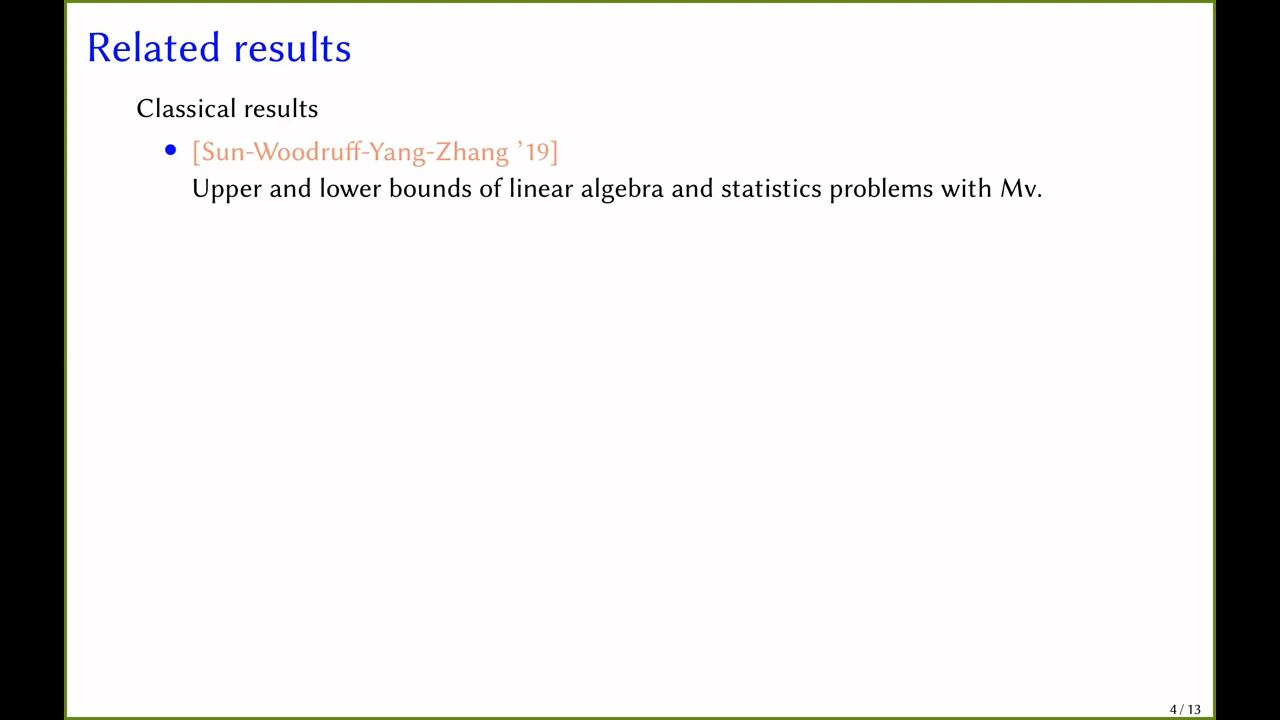 Related results
Classical results
• [Sun-Woodruff-Yang-Zhang ’19]
Upper and lower bounds of linear algebra and statistics problems with Mv.
4 / 13